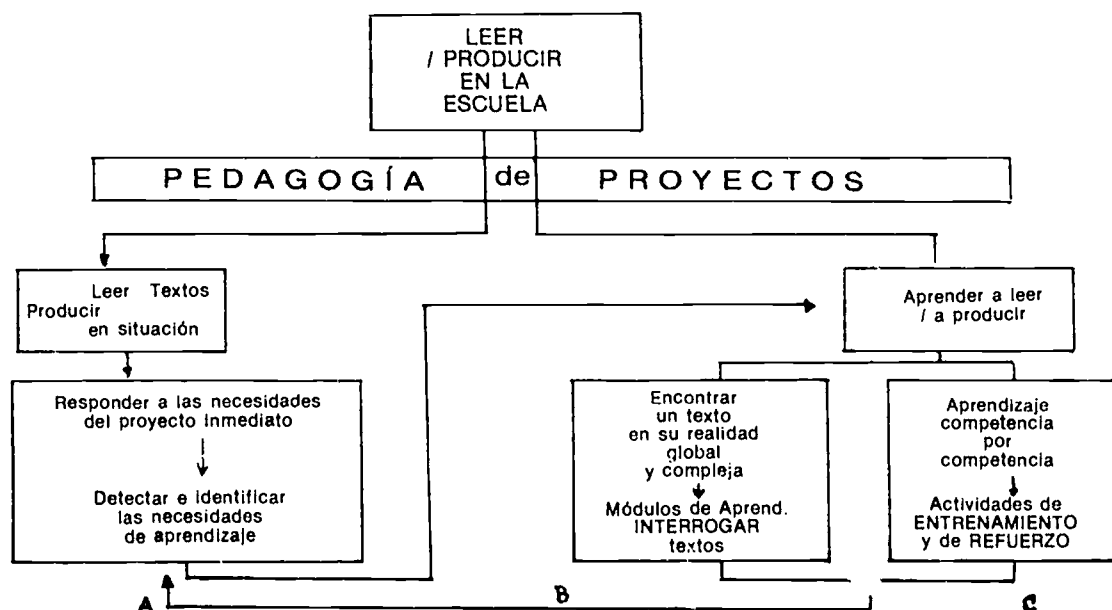 LEER
/ PRODUCIR
EN LA
ESCUELA
PEDAGOGÍA de PROYECTOS
Leer Textos
Producir
en situación
Aprender a leer
/ a producir
Responder a las necesidades
del proyecto inmediato
Detectar e identificar
las necesidades
de aprendizaje
Encontrar
un texto
en su realidad
global
y compleja
Módulos de Aprend.
INTERROGAR
textos
Aprendizaje
competencia
por
competencia
Actividades de
ENTRENAMIENTO
y de REFUERZO
A
B
C